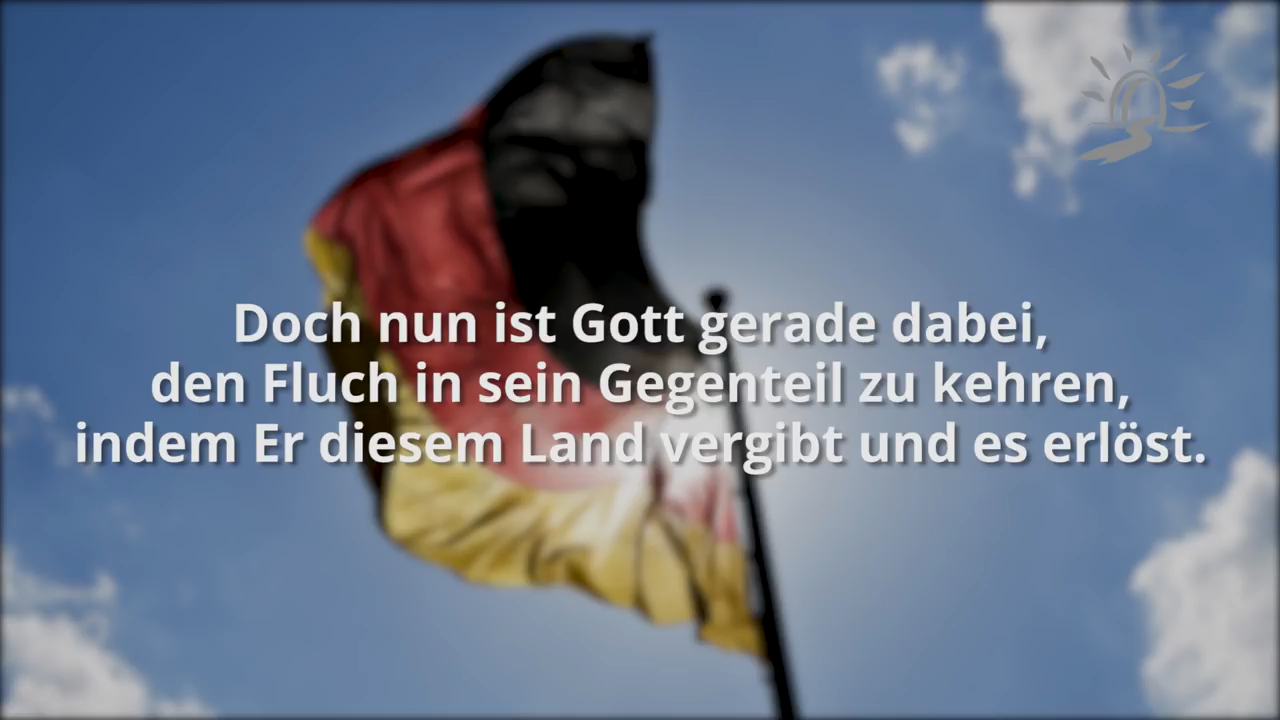 Doch nun ist Gott gerade dabei,
den Fluch in sein Gegenteil zu kehren,
indem Er diesem Land vergibt und es erlöst.